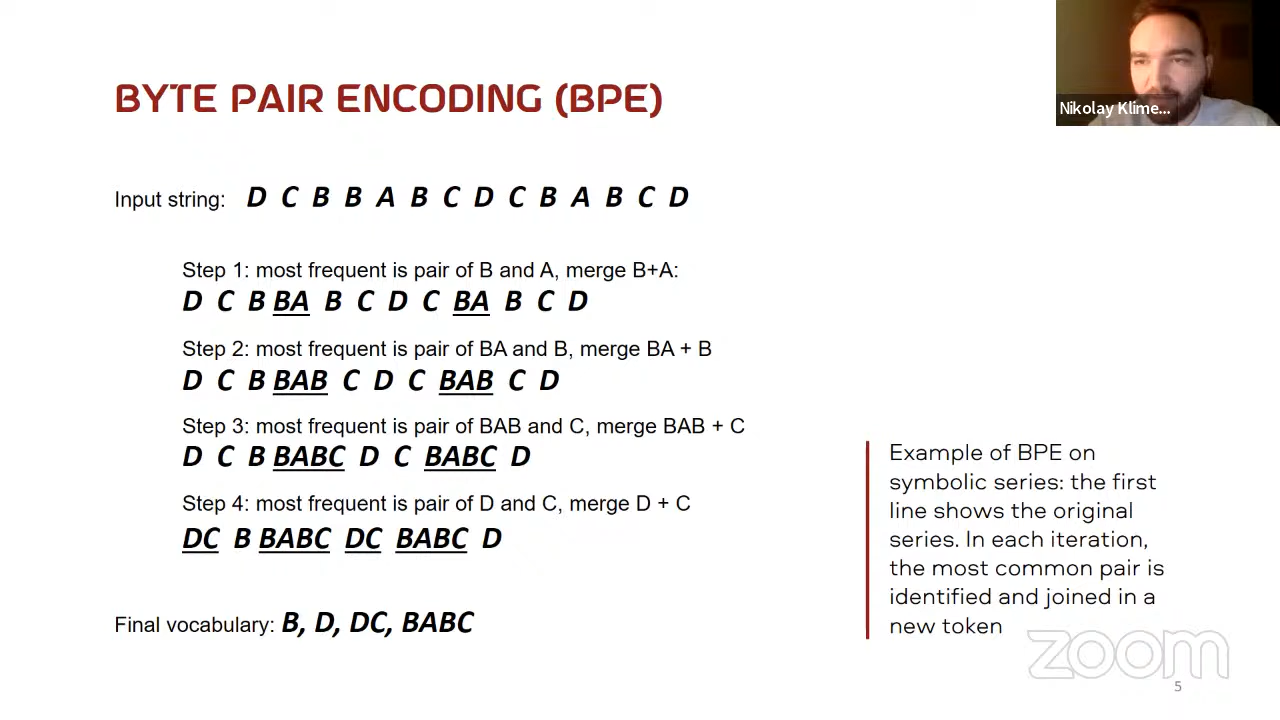 BYTE PAIR ENCODING (BPE)
Nikolay Klime...
Input string: D C B B A B C D C B A B C D
Step 1: most frequent is pair of B and A, merge B+A:
D C B BA B C D C BA B C D
Step 2: most frequent is pair of BA and B, merge BA + B
D C B BAB C D C BAB C D
Step 3: most frequent is pair of BAB and C, merge BAB + C
D C B BABC D C BABC D
Step 4: most frequent is pair of D and C, merge D + C
DC B BABC DC BABC D
Final vocabulary: B, D, DC, BABC
Example of BPE on
symbolic series: the first
line shows the original
series. In each iteration,
the most common pair is
identified and joined in a
new token
zoom
5